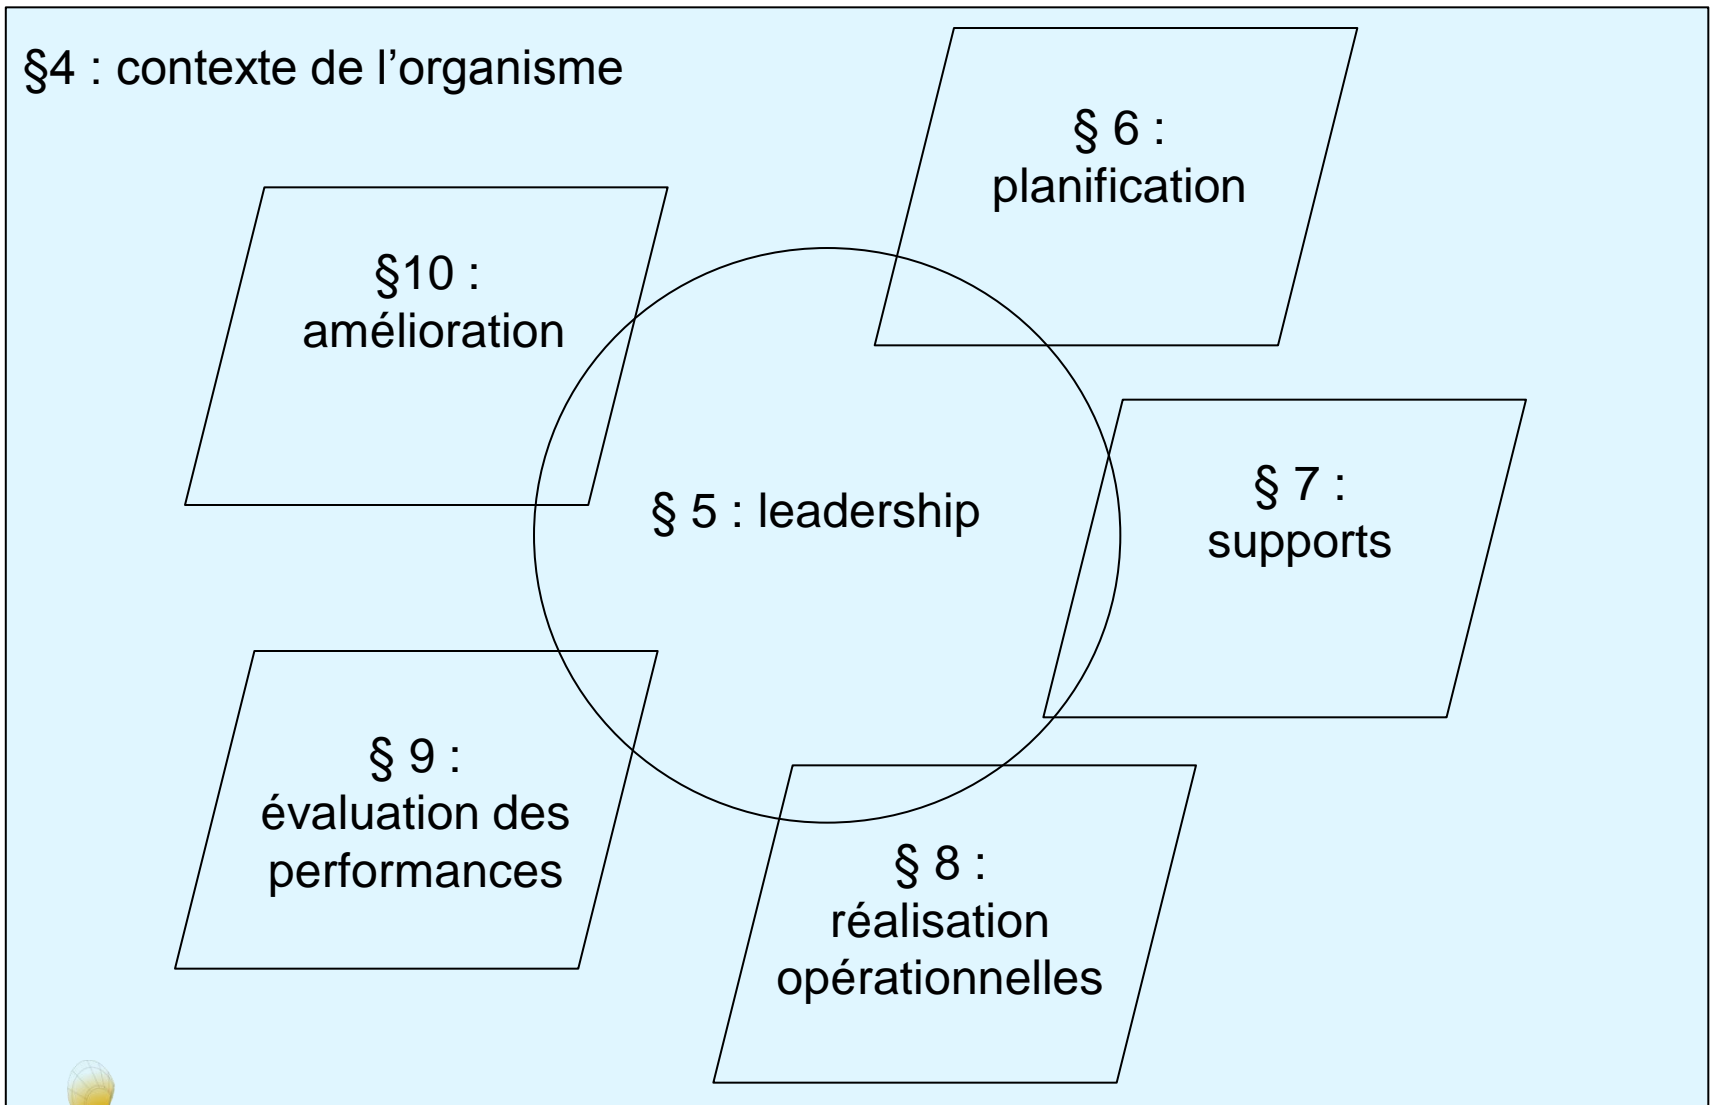 §4 : contexte de l’organisme
§ 6 :
planification
§10 :
amélioration
§ 5 : leadership
§ 7 :
supports
§ 9 :
évaluation des
performances
§ 8 :
réalisation
opérationnelles